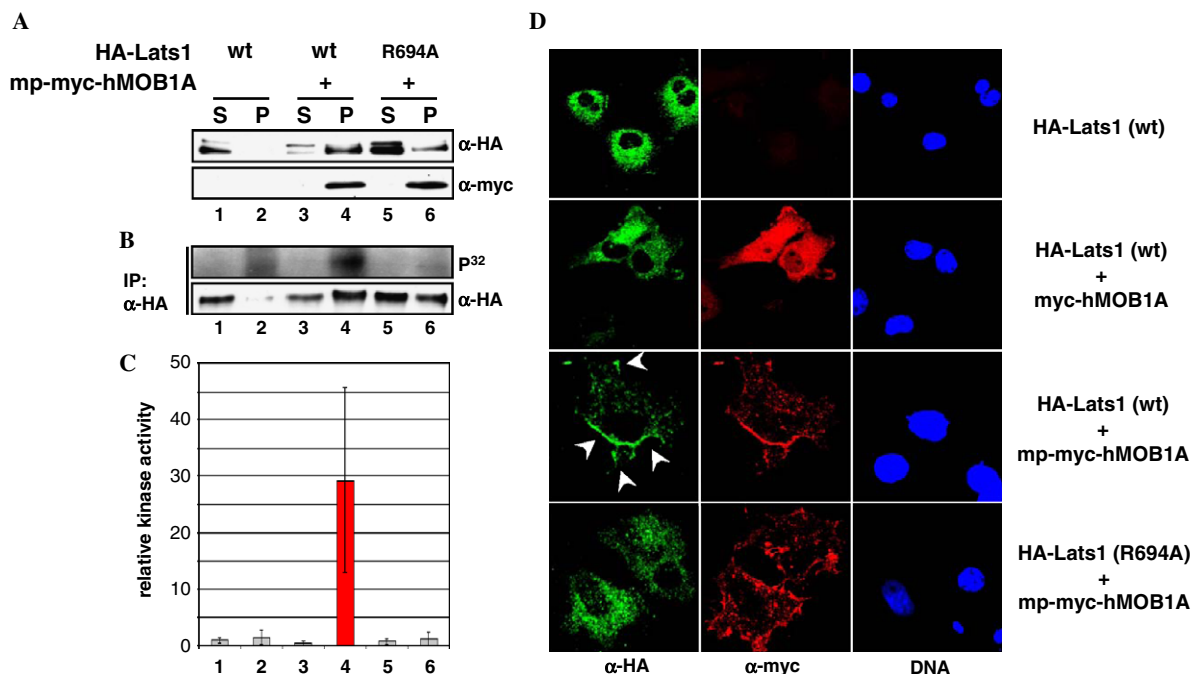 A
HA-Lats1 wt wt R694A
mp-myc-hMOB1A + +
S P S P S P
α-HA
α-myc
1 2 3 4 5 6
B
IP:
α-HA
P32
α-HA
1 2 3 4 5 6
C
relative kinase activity
50
40
30
20
10
0
1 2 3 4 5 6
D
HA-Lats1 (wt)
HA-Lats1 (wt)
+
myc-hMOB1A
HA-Lats1 (wt)
+
mp-myc-hMOB1A
HA-Lats1 (R694A)
+
mp-myc-hMOB1A
α-HA α-myc DNA